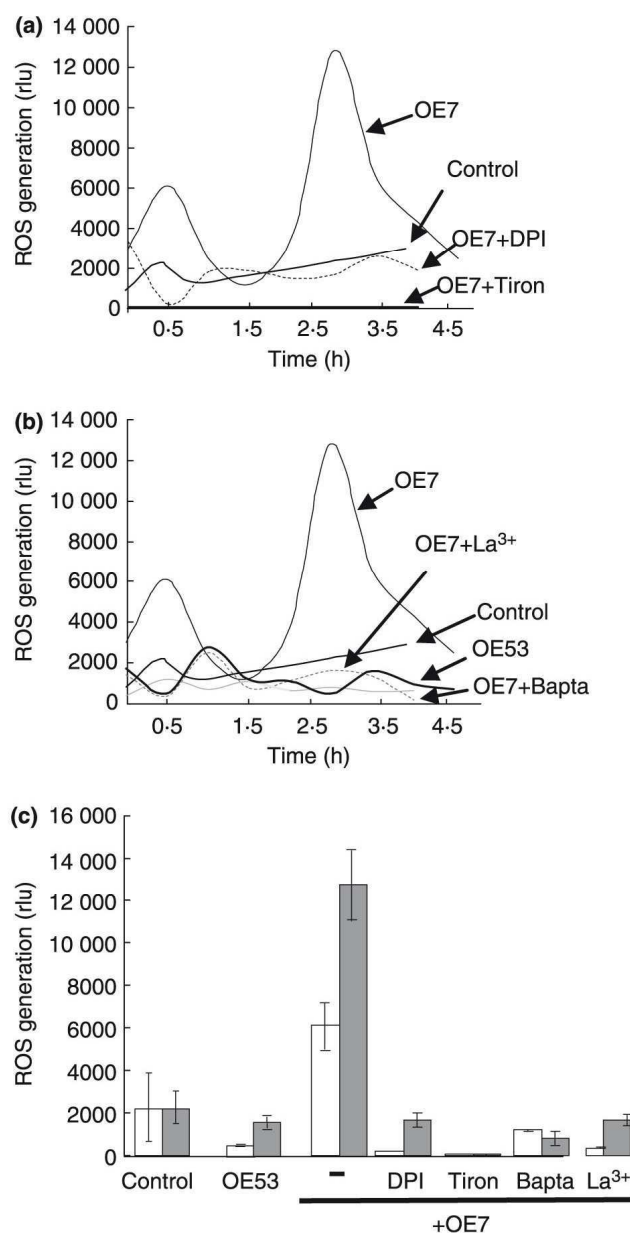 (a)
14 000
12 000
10 000
8000
6000
4000
2000
0
ROS generation (rlu)
OE7
Control
OE7+DPI
OE7+Tiron
0·5 1·5 2·5 3·5 4·5
Time (h)
(b)
14 000
12 000
10 000
8000
6000
4000
2000
0
ROS generation (rlu)
OE7
OE7+La³⁺
Control
OE53
OE7+Bapta
0·5 1·5 2·5 3·5 4·5
Time (h)
(c)
16 000
14 000
12 000
10 000
8000
6000
4000
2000
0
ROS generation (rlu)
Control OE53 – DPI Tiron Bapta La³⁺
+OE7